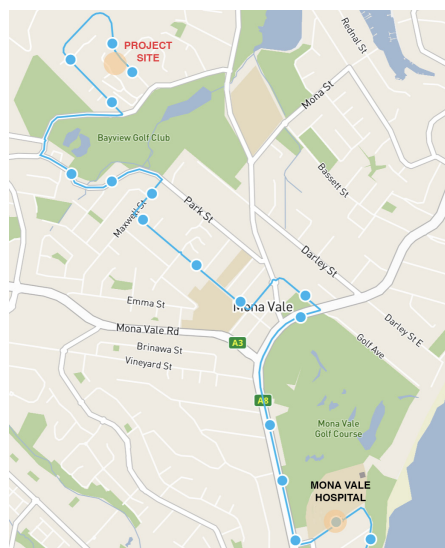 Rednal St
PROJECT
SITE
Mona St
Bayview Golf Club
Bassett St
Maxwell St
Park St
Darley St
Emma St
Mona Vale
Darley St E
Mona Vale Rd
A3
Golf Ave
Brinawa St
Vineyard St
A8
Mona Vale
Golf Course
MONA VALE
HOSPITAL